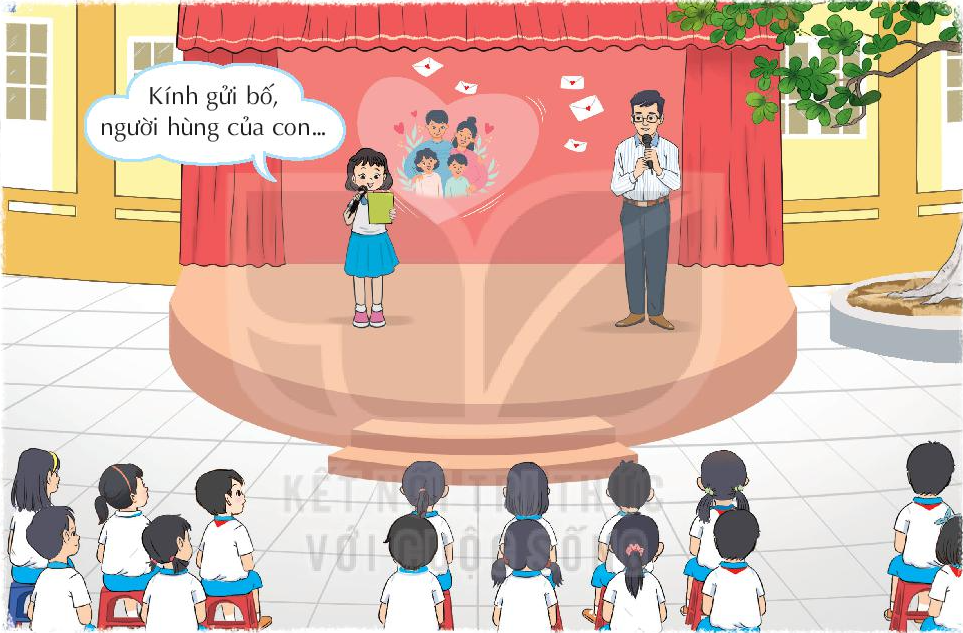 Kính gửi bố,
người hùng của con...
KẾT NỐI TRI THỨC
VỚI CUỘC SỐNG